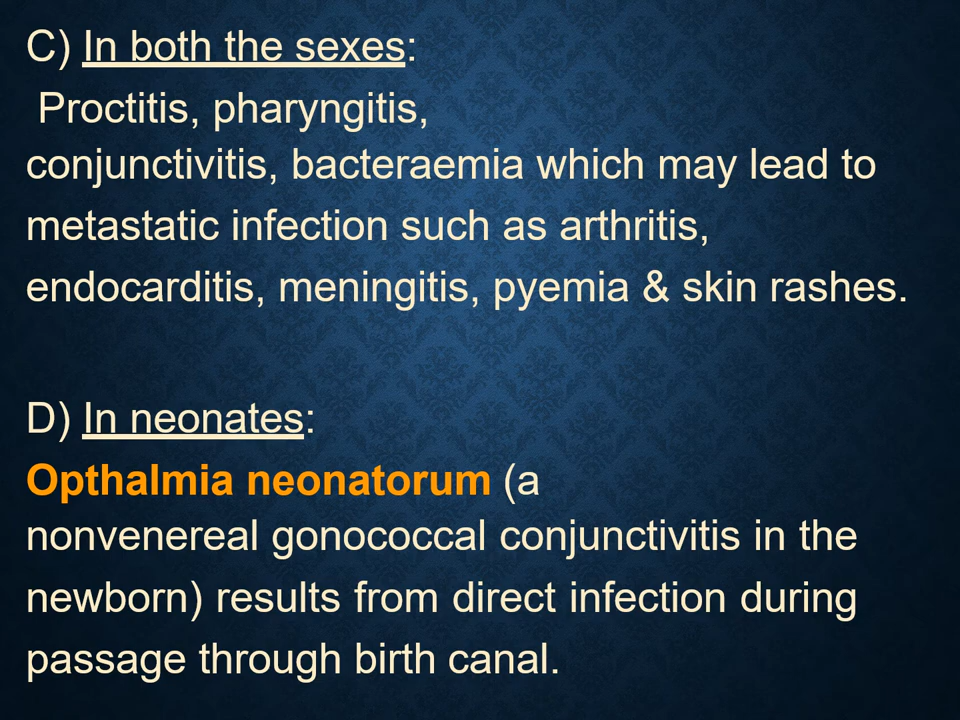 C) In both the sexes:
Proctitis, pharyngitis,
conjunctivitis, bacteraemia which may lead to
metastatic infection such as arthritis,
endocarditis, meningitis, pyemia & skin rashes.
D) In neonates:
Opthalmia neonatorum (a
nonvenereal gonococcal conjunctivitis in the
newborn) results from direct infection during
passage through birth canal.